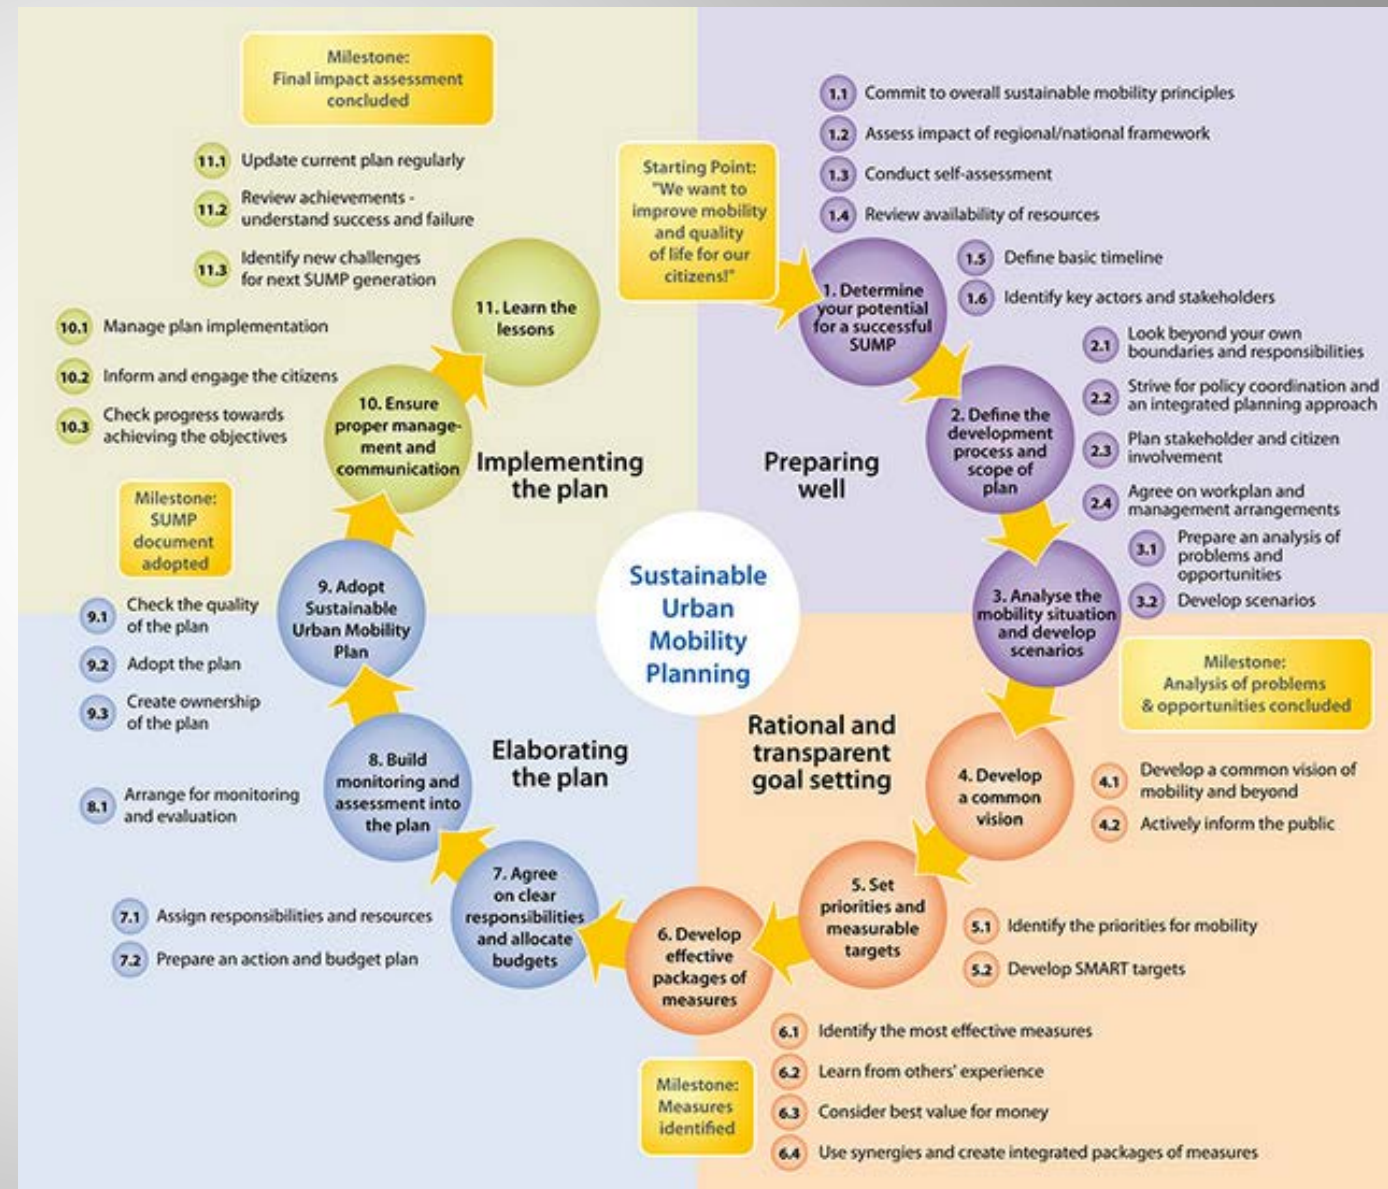 Sustainable
Urban
Mobility
Planning
Starting Point:
"We want to
improve mobility
and quality
of life for our
citizens!"
Preparing
well
1. Determine
your potential
for a successful
SUMP
1.1 Commit to overall sustainable mobility principles
1.2 Assess impact of regional/national framework
1.3 Conduct self-assessment
1.4 Review availability of resources
1.5 Define basic timeline
1.6 Identify key actors and stakeholders
2. Define the
development
process and
scope of
plan
2.1 Look beyond your own
boundaries and responsibilities
2.2 Strive for policy coordination and
an integrated planning approach
2.3 Plan stakeholder and citizen
involvement
2.4 Agree on workplan and
management arrangements
3. Analyse the
mobility situation
and develop
scenarios
3.1 Prepare an analysis of
problems and
opportunities
3.2 Develop scenarios
Milestone:
Analysis of problems
& opportunities concluded
Rational and
transparent
goal setting
4. Develop
a common
vision
4.1 Develop a common vision of
mobility and beyond
4.2 Actively inform the public
5. Set
priorities and
measurable
targets
5.1 Identify the priorities for mobility
5.2 Develop SMART targets
6. Develop
effective
packages of
measures
6.1 Identify the most effective measures
6.2 Learn from others' experience
6.3 Consider best value for money
6.4 Use synergies and create integrated packages of measures
Milestone:
Measures
identified
Elaborating
the plan
7. Agree
on clear
responsibilities
and allocate
budgets
7.1 Assign responsibilities and resources
7.2 Prepare an action and budget plan
8. Build
monitoring and
assessment into
the plan
8.1 Arrange for monitoring
and evaluation
9. Adopt
Sustainable
Urban Mobility
Plan
9.1 Check the quality
of the plan
9.2 Adopt the plan
9.3 Create ownership
of the plan
Milestone:
SUMP
document
adopted
Implementing
the plan
10. Ensure
proper manage-
ment and
communication
10.1 Manage plan implementation
10.2 Inform and engage the citizens
10.3 Check progress towards
achieving the objectives
11. Learn the
lessons
11.1 Update current plan regularly
11.2 Review achievements -
understand success and failure
11.3 Identify new challenges
for next SUMP generation
Milestone:
Final impact assessment
concluded